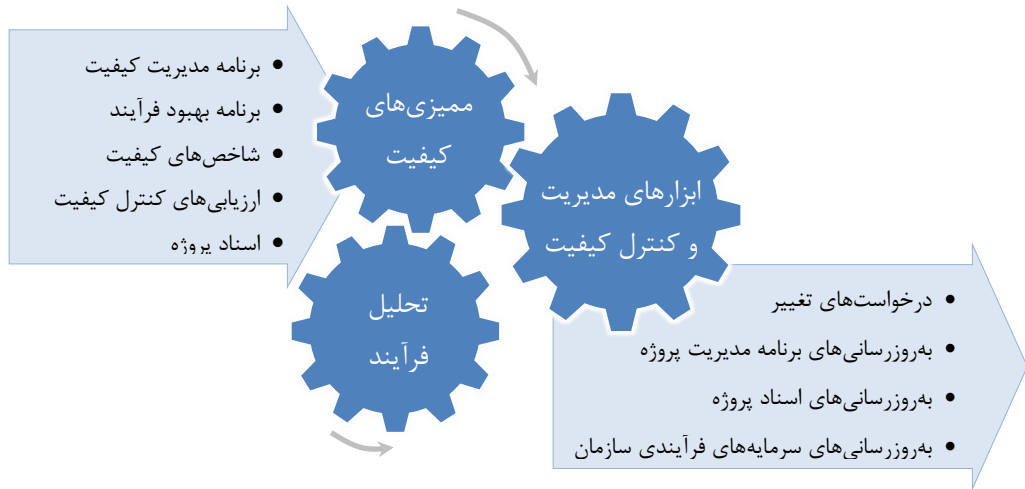 • برنامه مدیریت کیفیت
• برنامه بهبود فرآیند
• شاخص‌های کیفیت
• ارزیابی‌های کنترل کیفیت
• اسناد پروژه
ممیزی‌های
کیفیت
ابزارهای مدیریت
و کنترل کیفیت
تحلیل
فرآیند
• درخواست‌های تغییر
• به‌روزرسانی‌های برنامه مدیریت پروژه
• به‌روزرسانی‌های اسناد پروژه
• به‌روزرسانی‌های سرمایه‌های فرآیندی سازمان